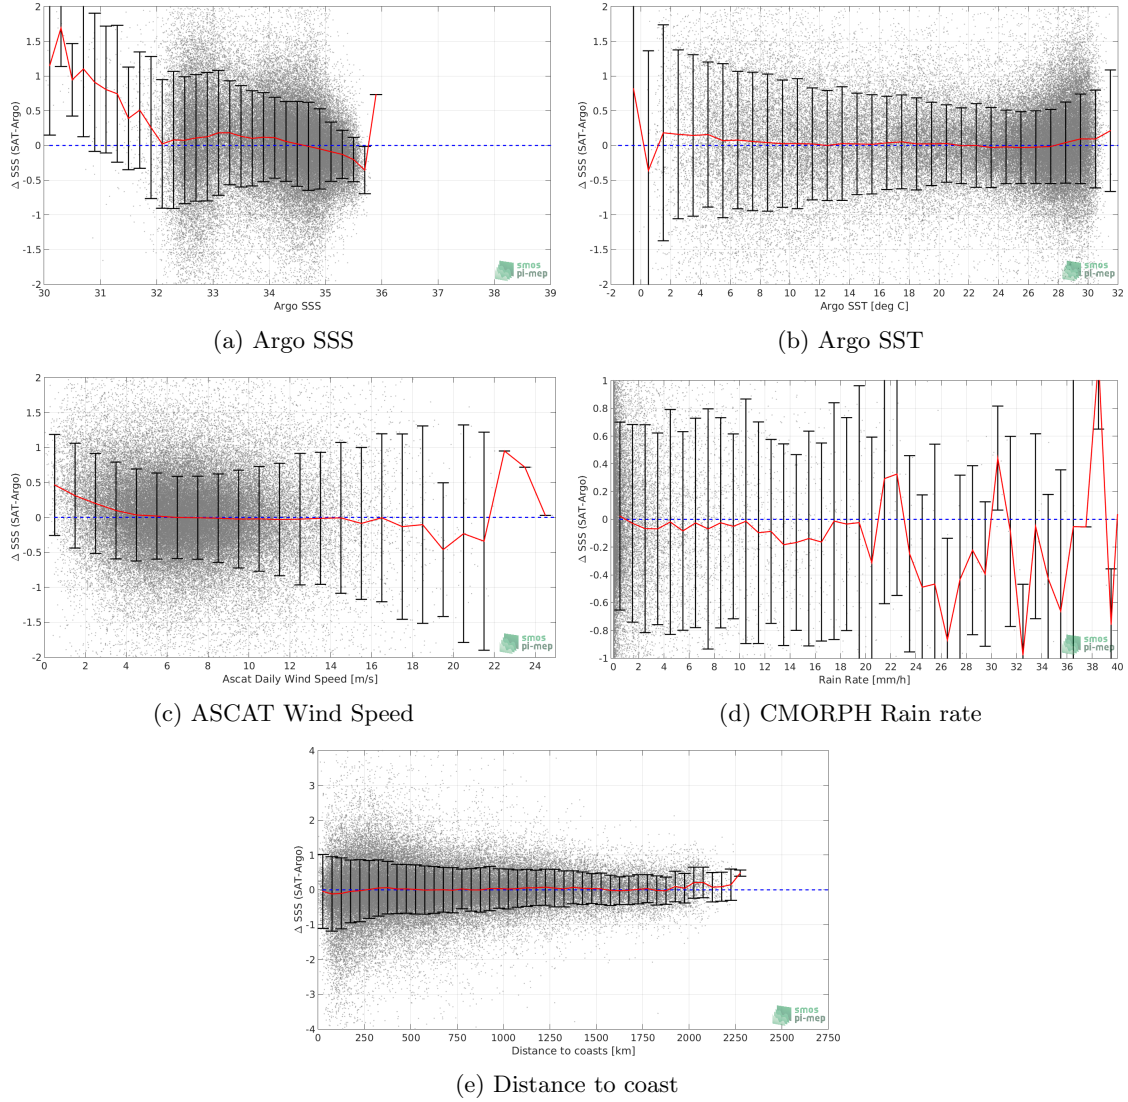 2
1.5
1
0.5
0
-0.5
-1
-1.5
-2
Δ SSS (SAT-Argo)
30 31 32 33 34 35 36 37 38 39
Argo SSS
smos
pi-mep
(a) Argo SSS
2
1.5
1
0.5
0
-0.5
-1
-1.5
-2
Δ SSS (SAT-Argo)
-2 0 2 4 6 8 10 12 14 16 18 20 22 24 26 28 30 32
Argo SST [deg C]
smos
pi-mep
(b) Argo SST
2
1.5
1
0.5
0
-0.5
-1
-1.5
-2
Δ SSS (SAT-Argo)
0 2 4 6 8 10 12 14 16 18 20 22 24
Ascat Daily Wind Speed [m/s]
smos
pi-mep
(c) ASCAT Wind Speed
1
0.8
0.6
0.4
0.2
0
-0.2
-0.4
-0.6
-0.8
-1
Δ SSS (SAT-Argo)
0 2 4 6 8 10 12 14 16 18 20 22 24 26 28 30 32 34 36 38 40
Rain Rate [mm/h]
smos
pi-mep
(d) CMORPH Rain rate
4
3
2
1
0
-1
-2
-3
-4
Δ SSS (SAT-Argo)
0 250 500 750 1000 1250 1500 1750 2000 2250 2500 2750
Distance to coasts [km]
smos
pi-mep
(e) Distance to coast